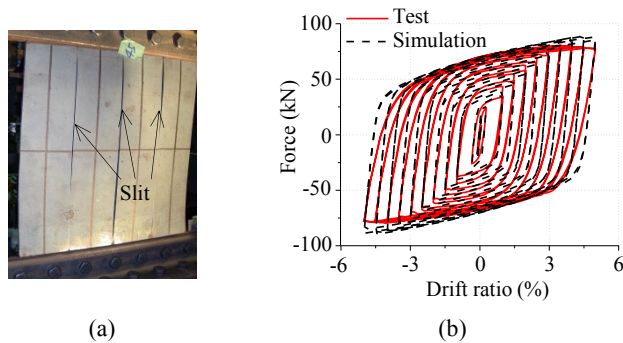 (b)
100
Test
Simulation
50
0
-50
-100
Force (kN)
-6
-3
0
3
6
Drift ratio (%)
Slit
(a)
(b)